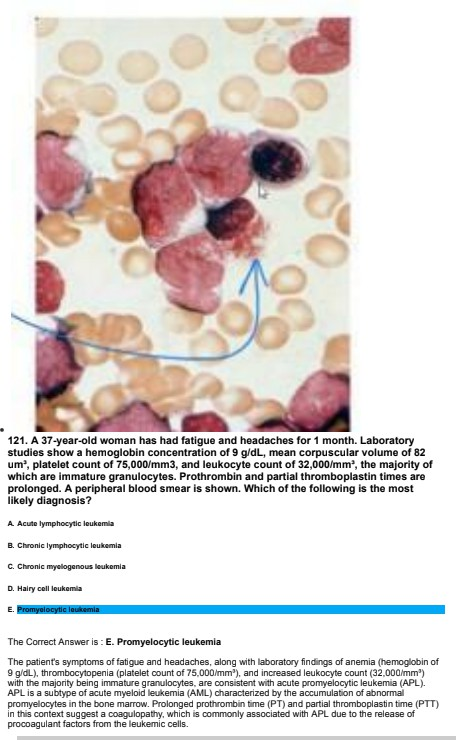 121. A 37-year-old woman has had fatigue and headaches for 1 month. Laboratory
studies show a hemoglobin concentration of 9 g/dL, mean corpuscular volume of 82
um³, platelet count of 75,000/mm3, and leukocyte count of 32,000/mm³, the majority of
which are immature granulocytes. Prothrombin and partial thromboplastin times are
prolonged. A peripheral blood smear is shown. Which of the following is the most
likely diagnosis?
A. Acute lymphocytic leukemia
B. Chronic lymphocytic leukemia
C. Chronic myelogenous leukemia
D. Hairy cell leukemia
E. Promyelocytic leukemia
The Correct Answer is : E. Promyelocytic leukemia
The patient's symptoms of fatigue and headaches, along with laboratory findings of anemia (hemoglobin of
9 g/dL), thrombocytopenia (platelet count of 75,000/mm³), and increased leukocyte count (32,000/mm³)
with the majority being immature granulocytes, are consistent with acute promyelocytic leukemia (APL).
APL is a subtype of acute myeloid leukemia (AML) characterized by the accumulation of abnormal
promyelocytes in the bone marrow. Prolonged prothrombin time (PT) and partial thromboplastin time (PTT)
in this context suggest a coagulopathy, which is commonly associated with APL due to the release of
procoagulant factors from the leukemic cells.